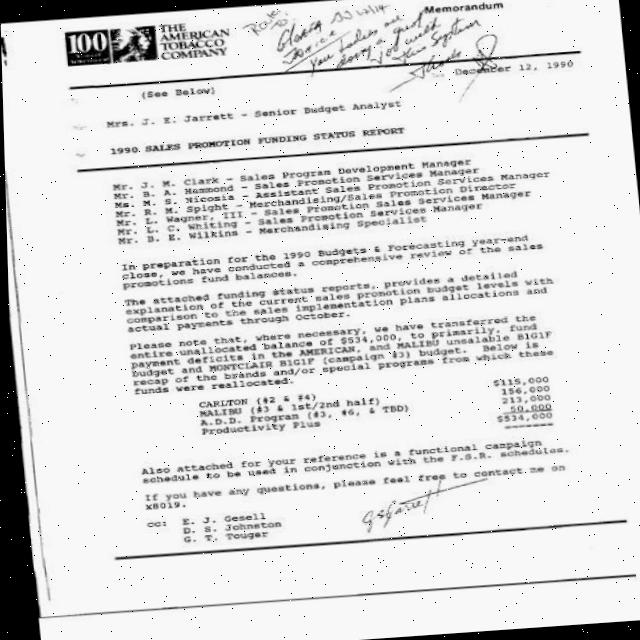 100
THE
AMERICAN
TOBACCO
COMPANY
Memorandum
You ladies are
doing a great
job with
this system
Thanks
December 12, 1990
(See Below)
Mrs. J. E. Jarrett - Senior Budget Analyst
1990 SALES PROMOTION FUNDING STATUS REPORT
Mr. J. M. Clark - Sales Program Development Manager
Mr. B. A. Hammond - Sales Promotion Services Manager
Ms. M. S. Nicosia - Assistant Sales Promotion Services Manager
Mr. R. M. Spight - Merchandising/Sales Promotion Director
Mr. L. Wagner, III - Sales Promotion Sales Services Manager
Mr. L. C. Whiting - Sales Promotion Services Manager
Mr. B. E. Wilkins - Merchandising Specialist
In preparation for the 1990 Budgets & Forecasting year-end
close, we have conducted a comprehensive review of the sales
promotions fund balances.
The attached funding status reports, provides a detailed
explanation of the current sales promotion budget levels with
comparison to the sales implementation plans allocations and
actual payments through October.
Please note that, where necessary, we have transferred the
entire unallocated balance of $534,000, to primarily, fund
payment deficits in the AMERICAN, and MALIBU unsalable B1G1F
budget and MONTCLAIR B1G1F (campaign #3) budget. Below is
recap of the brands and/or special programs from which these
funds were reallocated.
CARLTON (#2 & #4) $115,000
MALIBU (#3 & 1st/2nd half) 156,000
A.D.D. Program (#3, #6, & TBD) 213,000
Productivity Plus 50,000
$534,000
Also attached for your reference is a functional campaign
schedule to be used in conjunction with the F.S.R. schedules.
If you have any questions, please feel free to contact me on
x8019.
cc: E. J. Gesell
D. S. Johnston
G. T. Touger